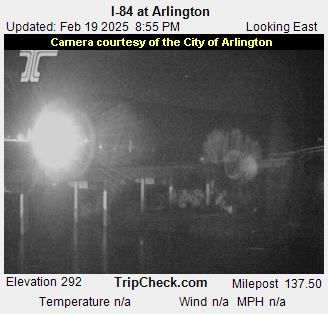 I-84 at Arlington
Updated: Feb 19 2025 8:55 PM Looking East
Camera courtesy of the City of Arlington
Elevation 292 TripCheck.com Milepost 137.50
Temperature n/a Wind n/a MPH n/a